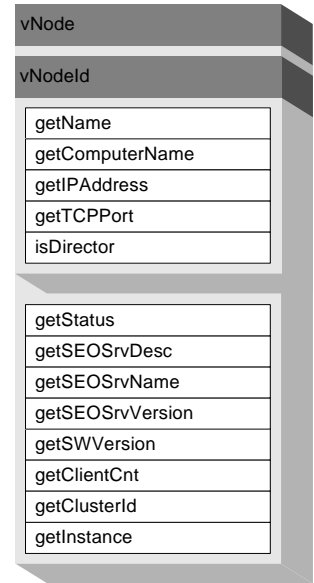 vNode
vNodeId
getName
getComputerName
getIPAddress
getTCPPort
isDirector
getStatus
getSEOSrvDesc
getSEOSrvName
getSEOSrvVersion
getSWVersion
getClientCnt
getClusterId
getInstance